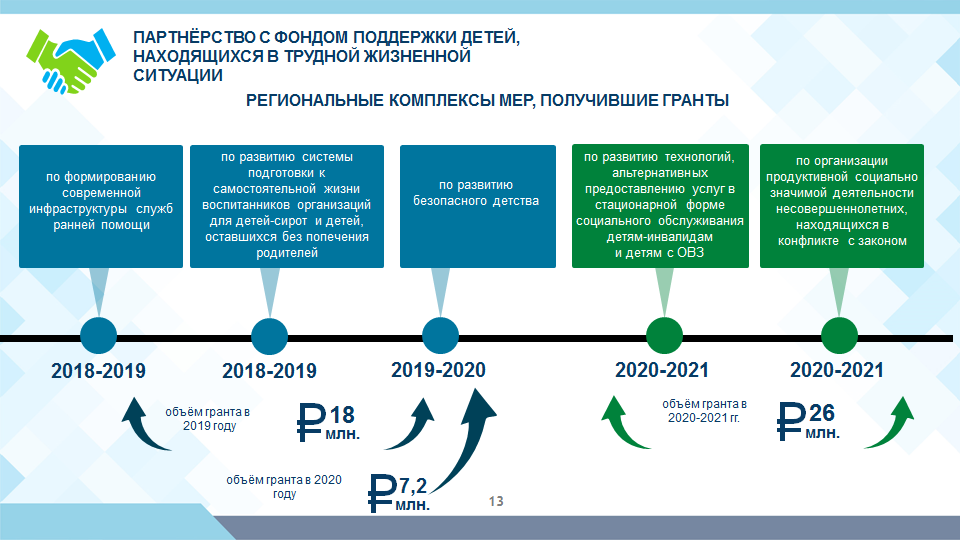 ПАРТНЁРСТВО С ФОНДОМ ПОДДЕРЖКИ ДЕТЕЙ,
НАХОДЯЩИХСЯ В ТРУДНОЙ ЖИЗНЕННОЙ
СИТУАЦИИ
РЕГИОНАЛЬНЫЕ КОМПЛЕКСЫ МЕР, ПОЛУЧИВШИЕ ГРАНТЫ
по формированию
современной
инфраструктуры служб
ранней помощи
по развитию системы
подготовки к
самостоятельной жизни
воспитанников организаций
для детей-сирот и детей,
оставшихся без попечения
родителей
по развитию
безопасного детства
по развитию технологий,
альтернативных
предоставлению услуг в
стационарной форме
социального обслуживания
детям-инвалидам
и детям с ОВЗ
по организации
продуктивной социально
значимой деятельности
несовершеннолетних,
находящихся в
конфликте с законом
2018-2019
2018-2019
2019-2020
2020-2021
2020-2021
объём гранта в
2019 году
₽18
млн.
объём гранта в
2020-2021 гг.
₽26
млн.
объём гранта в 2020
году
₽7,2
млн.
13